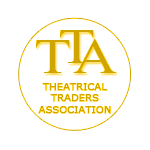 TTA
THEATRICAL
TRADERS
ASSOCIATION